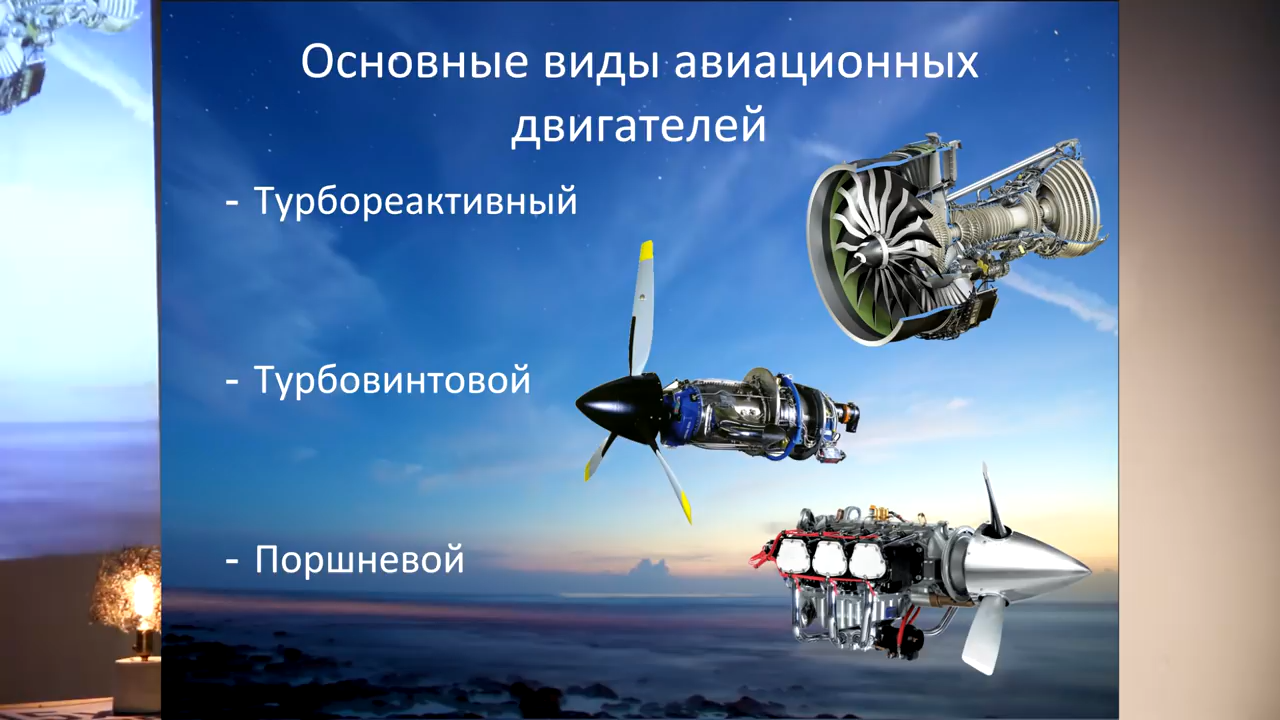 Основные виды авиационных
двигателей
- Турбореактивный
- Турбовинтовой
- Поршневой